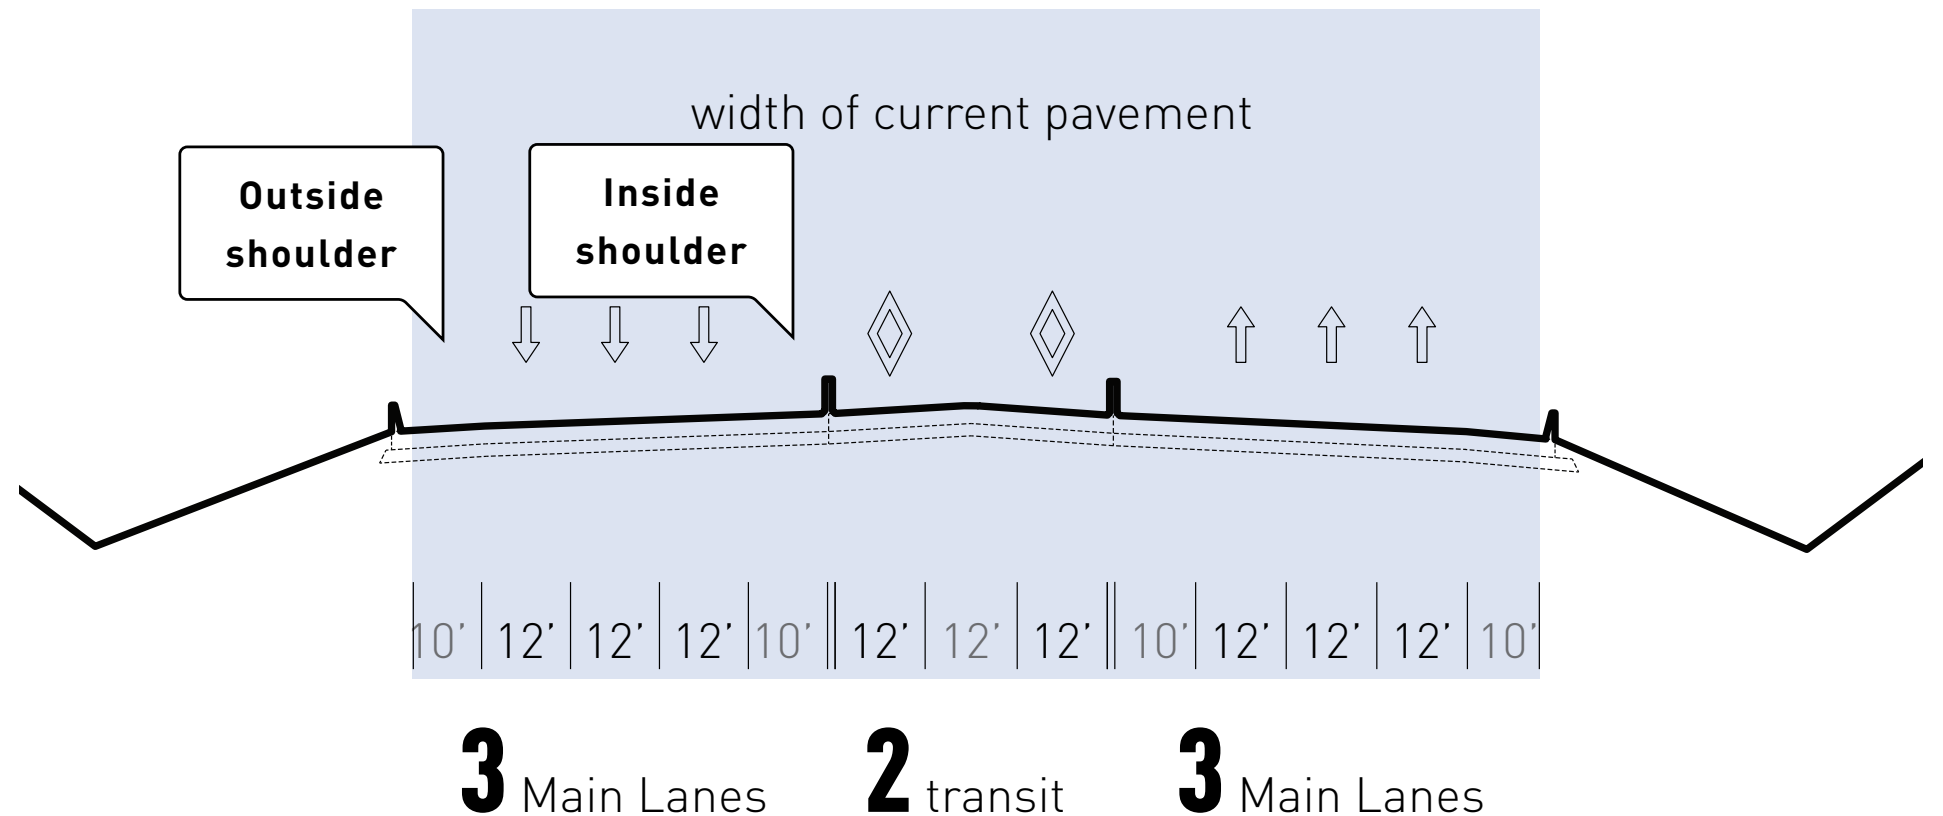 width of current pavement
Outside
shoulder
Inside
shoulder
10’ 12’ 12’ 12’ 10’ 12’ 12’ 12’ 10’ 12’ 12’ 12’ 10’
3 Main Lanes 2 transit 3 Main Lanes